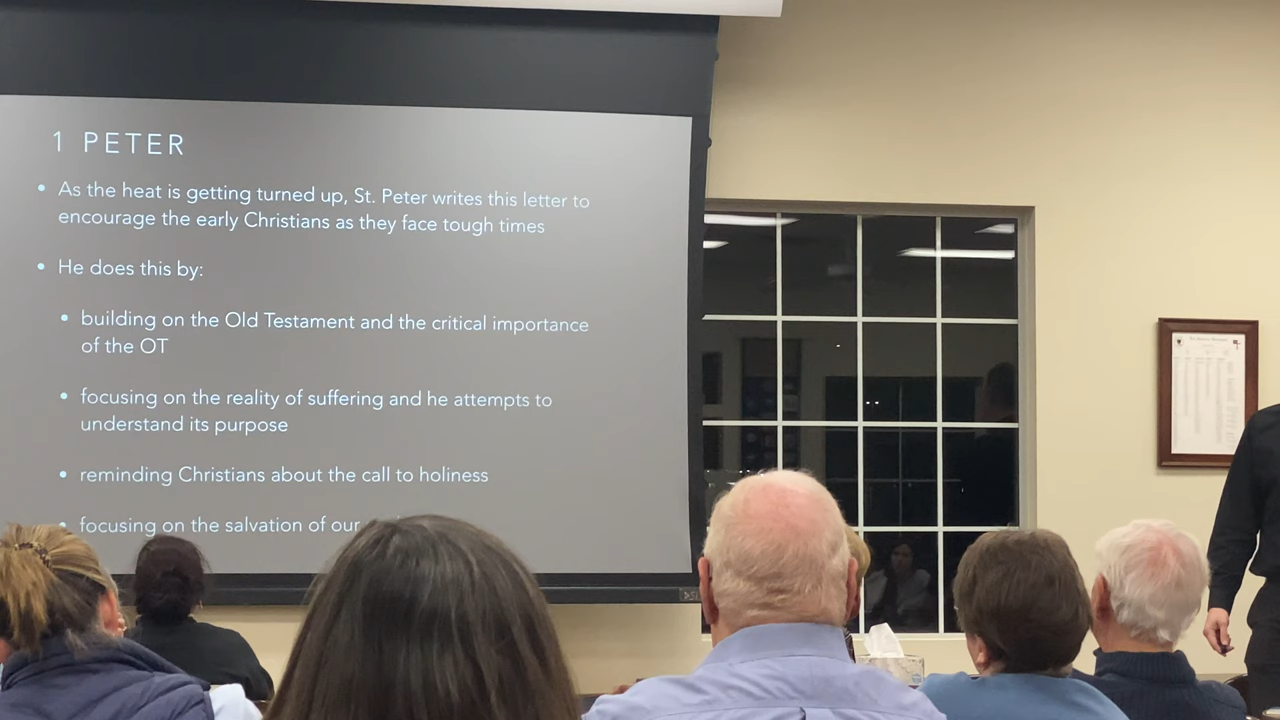 1 PETER
• As the heat is getting turned up, St. Peter writes this letter to
encourage the early Christians as they face tough times
• He does this by:
• building on the Old Testament and the critical importance
of the OT
• focusing on the reality of suffering and he attempts to
understand its purpose
• reminding Christians about the call to holiness
• focusing on the salvation of our